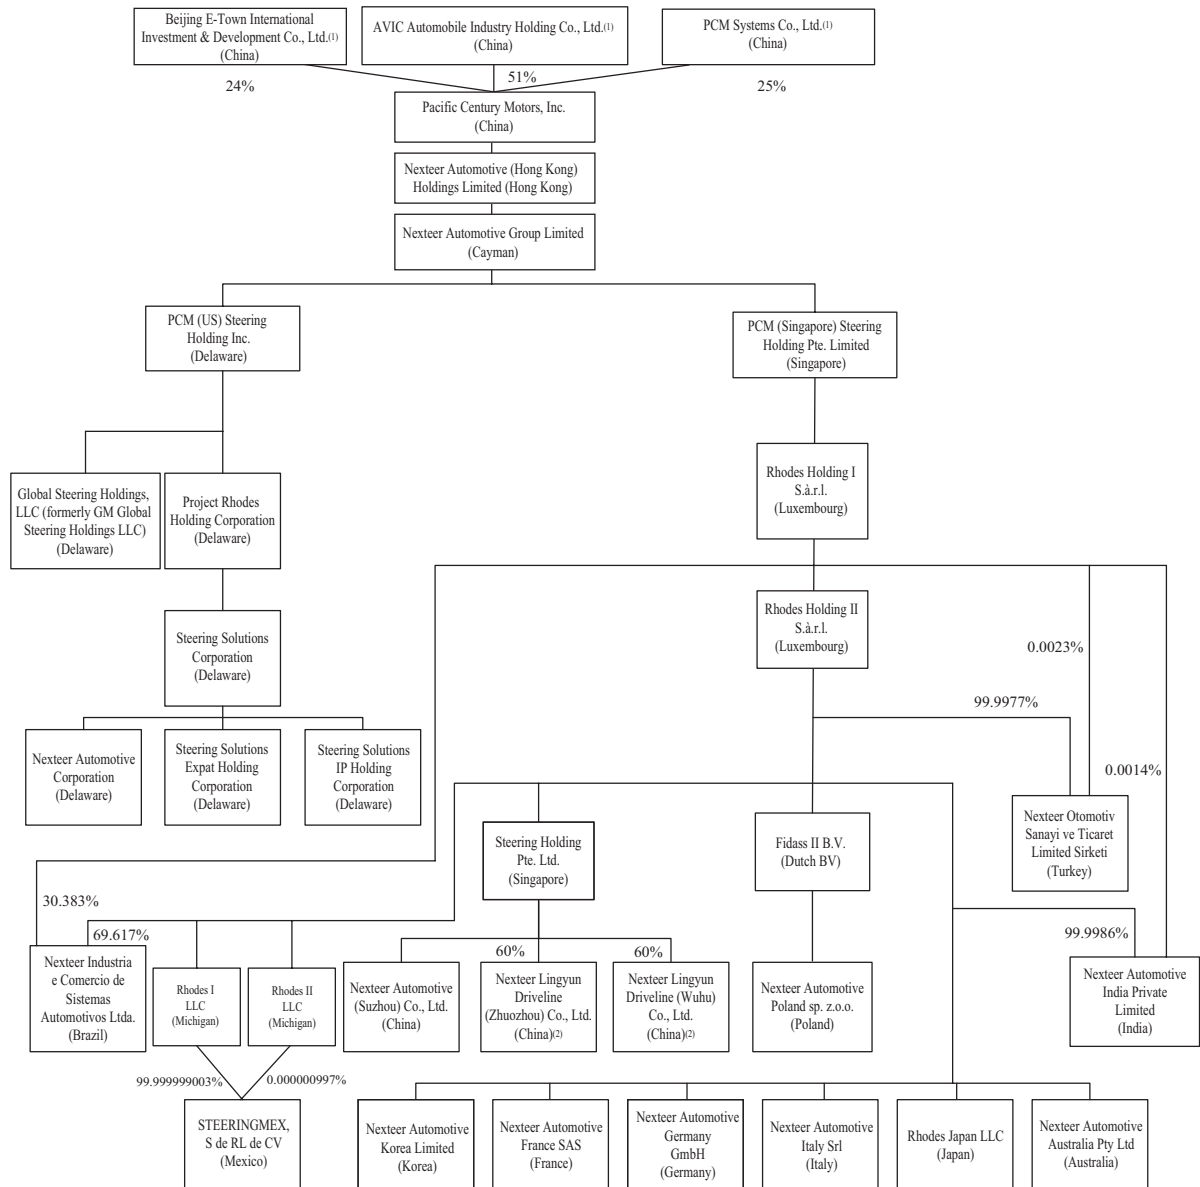 Beijing E-Town International
Investment & Development Co., Ltd.(1)
(China)
AVIC Automobile Industry Holding Co., Ltd.(1)
(China)
PCM Systems Co., Ltd.(1)
(China)
24%
51%
25%
Pacific Century Motors, Inc.
(China)
Nexteer Automotive (Hong Kong)
Holdings Limited (Hong Kong)
Nexteer Automotive Group Limited
(Cayman)
PCM (US) Steering
Holding Inc.
(Delaware)
PCM (Singapore) Steering
Holding Pte. Limited
(Singapore)
Global Steering Holdings,
LLC (formerly GM Global
Steering Holdings LLC)
(Delaware)
Project Rhodes
Holding Corporation
(Delaware)
Rhodes Holding I
S.à.r.l.
(Luxembourg)
Steering Solutions
Corporation
(Delaware)
Rhodes Holding II
S.à.r.l.
(Luxembourg)
0.0023%
99.9977%
0.0014%
Nexteer Automotive
Corporation
(Delaware)
Steering Solutions
Expat Holding
Corporation
(Delaware)
Steering Solutions
IP Holding
Corporation
(Delaware)
Steering Holding
Pte. Ltd.
(Singapore)
Fidass II B.V.
(Dutch BV)
Nexteer Otomotiv
Sanayi ve Ticaret
Limited Sirketi
(Turkey)
30.383%
69.617%
60%
60%
99.9986%
Nexteer Industria
e Comercio de
Sistemas
Automotivos Ltda.
(Brazil)
Rhodes I
LLC
(Michigan)
Rhodes II
LLC
(Michigan)
Nexteer Automotive
(Suzhou) Co., Ltd.
(China)
Nexteer Lingyun
Driveline
(Zhuozhou) Co., Ltd.
(China)(2)
Nexteer Lingyun
Driveline (Wuhu)
Co., Ltd.
(China)(2)
Nexteer Automotive
Poland sp. z.o.o.
(Poland)
Nexteer Automotive
India Private
Limited
(India)
99.999999003%
0.000000997%
STEERINGMEX,
S de RL de CV
(Mexico)
Nexteer Automotive
Korea Limited
(Korea)
Nexteer Automotive
France SAS
(France)
Nexteer Automotive
Germany
GmbH
(Germany)
Nexteer Automotive
Italy Srl
(Italy)
Rhodes Japan LLC
(Japan)
Nexteer Automotive
Australia Pty Ltd
(Australia)